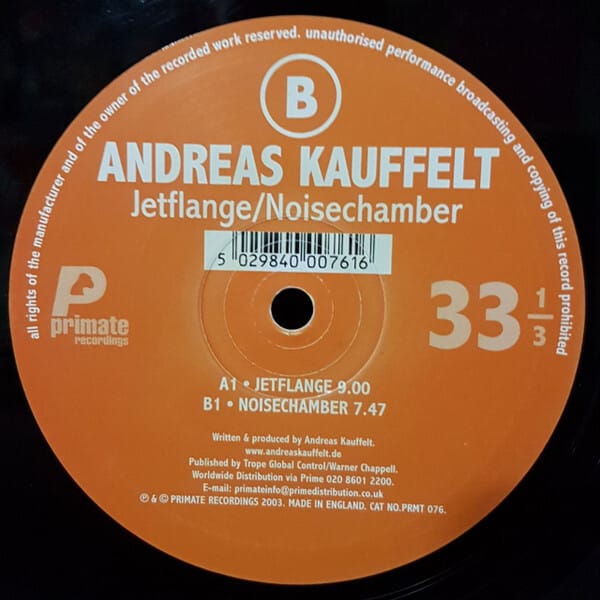 all rights of the manufacturer and of the owner of the recorded work reserved. unauthorised performance broadcasting and copying of this record prohibited
B
ANDREAS KAUFFELT
Jetflange/Noisechamber
5 029840 007616
primate
recordings
33 1/3
A1 • JETFLANGE 9.00
B1 • NOISECHAMBER 7.47
Written & produced by Andreas Kauffelt.
www.andreaskauffelt.de
Published by Trope Global Control/Warner Chappell.
Worldwide Distribution via Prime 020 8601 2200.
E-mail: primateinfo@primedistribution.co.uk
℗ & © PRIMATE RECORDINGS 2003. MADE IN ENGLAND. CAT NO.PRMT 076.